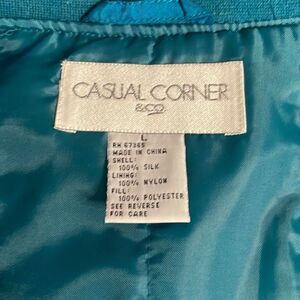 CASUAL CORNER
&CO.
L
RN 67365
MADE IN CHINA
SHELL:
100% SILK
LINING:
100% NYLON
FILL:
100% POLYESTER
SEE REVERSE
FOR CARE